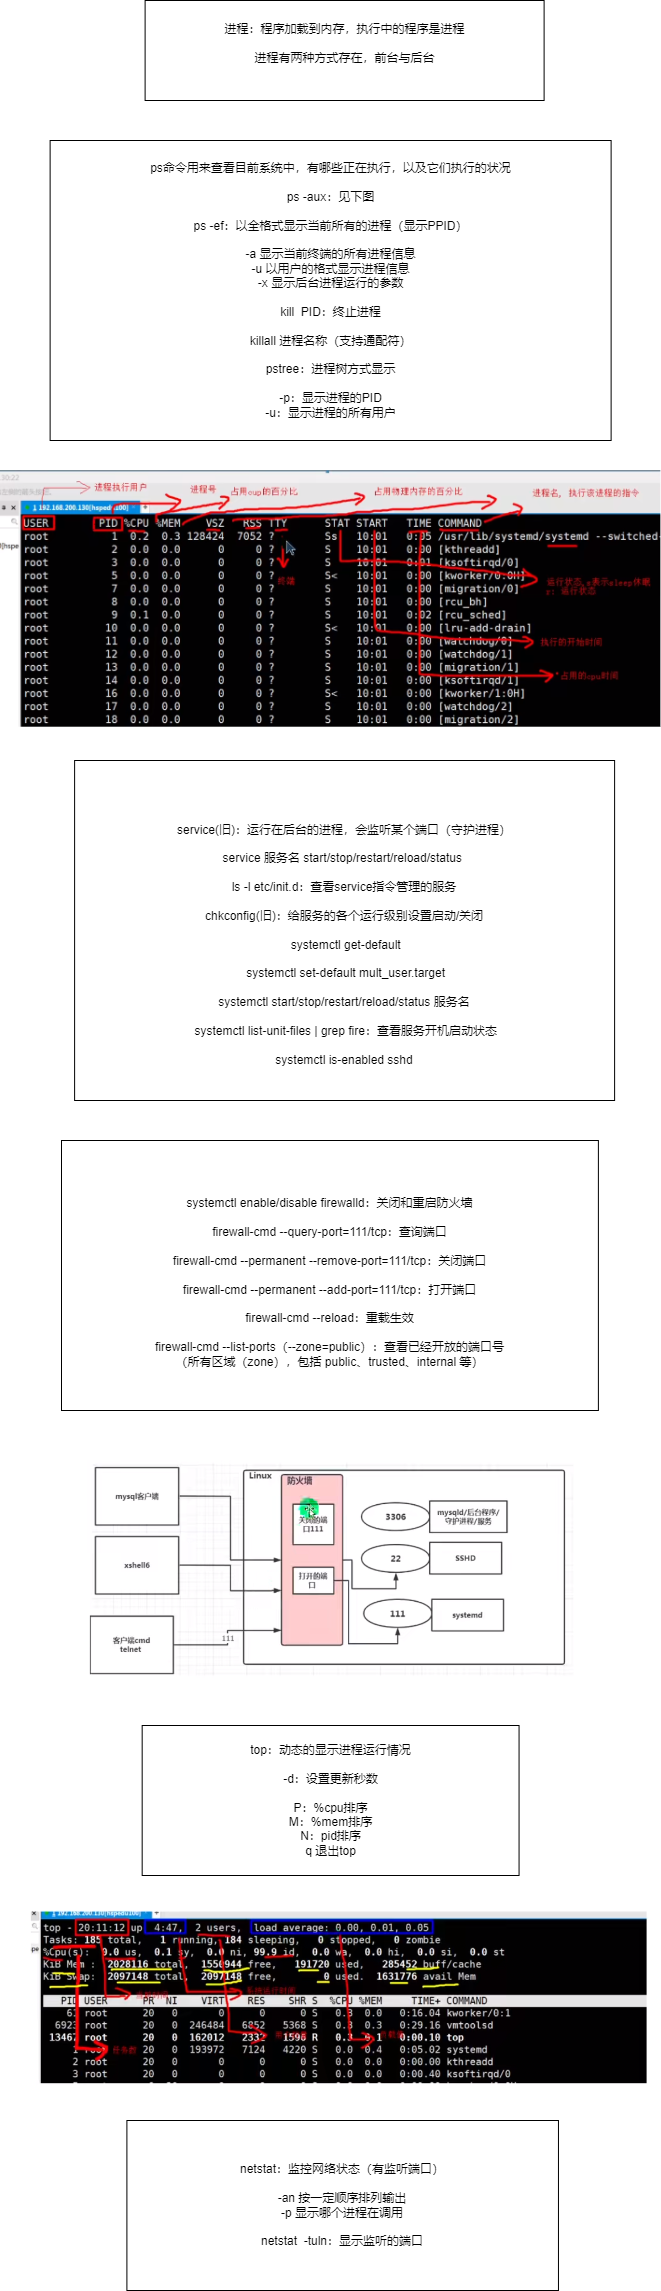 进程：程序加载到内存，执行中的程序是进程
进程有两种方式存在，前台与后台
ps命令用来查看目前系统中，有哪些正在执行，以及它们执行的状况
ps -aux：见下图
ps -ef：以全格式显示当前所有的进程（显示PPID）
-a 显示当前终端的所有进程信息
-u 以用户的格式显示进程信息
-x 显示后台进程运行的参数
kill PID：终止进程
killall 进程名称（支持通配符）
pstree：进程树方式显示
-p：显示进程的PID
-u：显示进程的所有用户
进程执行用户 进程号 占用cup的百分比 占用物理内存的百分比 进程名，执行该进程的指令
1 192.168.200.130[hspedu100]
USER PID %CPU %MEM VSZ RSS TTY STAT START TIME COMMAND
root 1 0.2 0.3 128424 7052 ? Ss 10:01 0:05 /usr/lib/systemd/systemd --switched-
root 2 0.0 0.0 0 0 ? S 10:01 0:00 [kthreadd]
root 3 0.0 0.0 0 0 ? S 10:01 0:01 [ksoftirqd/0]
root 5 0.0 0.0 0 0 ? S< 10:01 0:00 [kworker/0:0H]
root 7 0.0 0.0 0 0 ? S 10:01 0:00 [migration/0]
root 8 0.0 0.0 0 0 ? S 10:01 0:00 [rcu_bh]
root 9 0.1 0.0 0 0 ? S 10:01 0:02 [rcu_sched]
root 10 0.0 0.0 0 0 ? S< 10:01 0:00 [lru-add-drain]
root 11 0.0 0.0 0 0 ? S 10:01 0:00 [watchdog/0]
root 12 0.0 0.0 0 0 ? S 10:01 0:00 [watchdog/1]
root 13 0.0 0.0 0 0 ? S 10:01 0:00 [migration/1]
root 14 0.0 0.0 0 0 ? S 10:01 0:00 [ksoftirqd/1]
root 16 0.0 0.0 0 0 ? S< 10:01 0:00 [kworker/1:0H]
root 17 0.0 0.0 0 0 ? S 10:01 0:00 [watchdog/2]
root 18 0.0 0.0 0 0 ? S 10:01 0:00 [migration/2]
终端
运行状态,s表示sleep休眠
r: 运行状态
执行的开始时间
占用的cpu时间
service(旧)：运行在后台的进程，会监听某个端口（守护进程）
service 服务名 start/stop/restart/reload/status
ls -l etc/init.d：查看service指令管理的服务
chkconfig(旧)：给服务的各个运行级别设置启动/关闭
systemctl get-default
systemctl set-default mult_user.target
systemctl start/stop/restart/reload/status 服务名
systemctl list-unit-files | grep fire：查看服务开机启动状态
systemctl is-enabled sshd
systemctl enable/disable firewalld：关闭和重启防火墙
firewall-cmd --query-port=111/tcp：查询端口
firewall-cmd --permanent --remove-port=111/tcp：关闭端口
firewall-cmd --permanent --add-port=111/tcp：打开端口
firewall-cmd --reload：重载生效
firewall-cmd --list-ports（--zone=public）：查看已经开放的端口号
（所有区域（zone），包括 public、trusted、internal 等）
Linux
防火墙
mysql客户端
关闭的端
口111
3306
mysqld/后台程序/
守护进程/服务
xshell6
打开的端
口
22
SSHD
111
systemd
客户端cmd
telnet
111
top：动态的显示进程运行情况
-d：设置更新秒数
P：%cpu排序
M：%mem排序
N：pid排序
q 退出top
top - 20:11:12 up 4:47, 2 users, load average: 0.00, 0.01, 0.05
Tasks: 185 total, 1 running, 184 sleeping, 0 stopped, 0 zombie
%Cpu(s): 0.0 us, 0.1 sy, 0.0 ni, 99.9 id, 0.0 wa, 0.0 hi, 0.0 si, 0.0 st
KiB Mem : 2028116 total, 1550944 free, 191720 used, 285452 buff/cache
KiB Swap: 2097148 total, 2097148 free, 0 used. 1631776 avail Mem
PID USER PR NI VIRT RES SHR S %CPU %MEM TIME+ COMMAND
root 20 0 0 0 0 S 0.3 0.0 0:16.04 kworker/0:1
6923 root 20 0 246484 6852 5368 S 0.3 0.3 0:29.16 vmtoolsd
13467 root 20 0 162012 2332 1596 R 0.3 0.1 0:00.10 top
1 root 20 0 193972 7124 4220 S 0.0 0.4 0:05.02 systemd
2 root 20 0 0 0 0 S 0.0 0.0 0:00.00 kthreadd
3 root 20 0 0 0 0 S 0.0 0.0 0:00.40 ksoftirqd/0
任务数
netstat：监控网络状态（有监听端口）
-an 按一定顺序排列输出
-p 显示哪个进程在调用
netstat -tuln：显示监听的端口